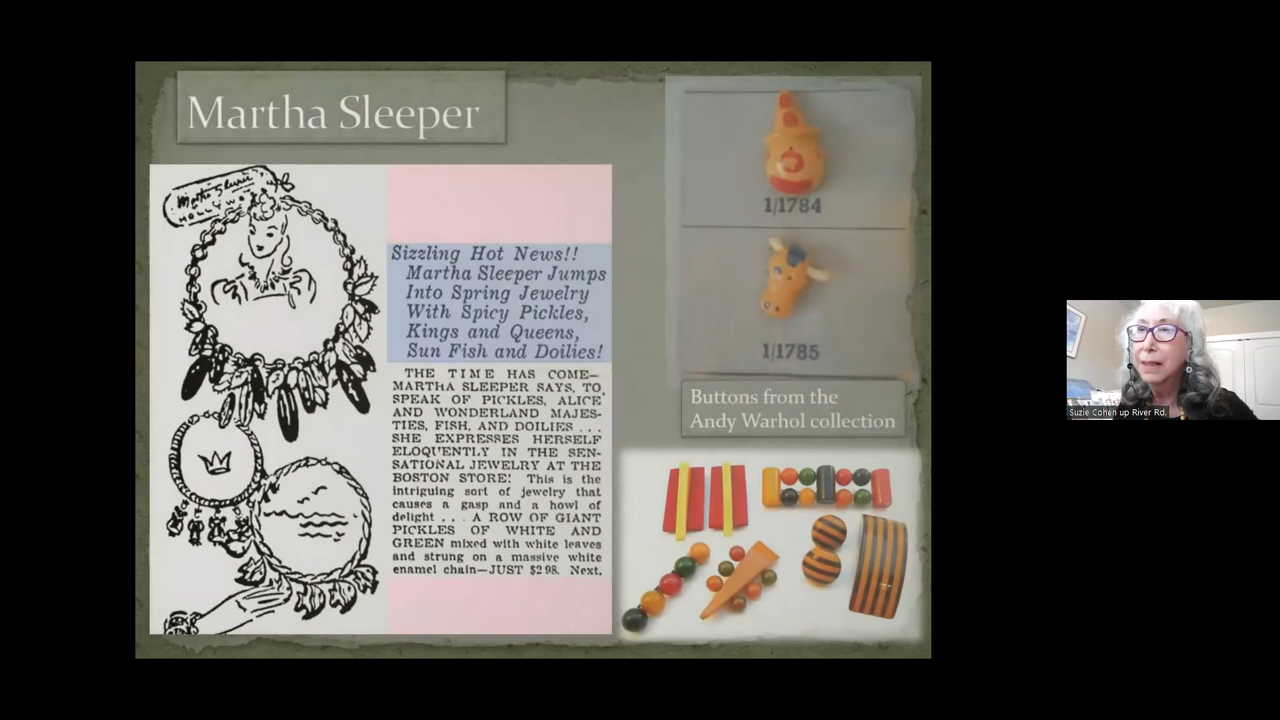 Martha Sleeper
Martha Sleeper
HOLLYWO
Sizzling Hot News!!
Martha Sleeper Jumps
Into Spring Jewelry
With Spicy Pickles,
Kings and Queens,
Sun Fish and Doilies!
THE TIME HAS COME—
MARTHA SLEEPER SAYS, TO
SPEAK OF PICKLES, ALICE
AND WONDERLAND MAJES-
TIES, FISH, AND DOILIES . . .
SHE EXPRESSES HERSELF
ELOQUENTLY IN THE SEN-
SATIONAL JEWELRY AT THE
BOSTON STORE! This is the
intriguing sort of jewelry that
causes a gasp and a howl of
delight . . . A ROW OF GIANT
PICKLES OF WHITE AND
GREEN mixed with white leaves
and strung on a massive white
enamel chain—JUST $2.98. Next,
1/1784
1/1785
Buttons from the
Andy Warhol collection
Suzie Cohen up River Rd.